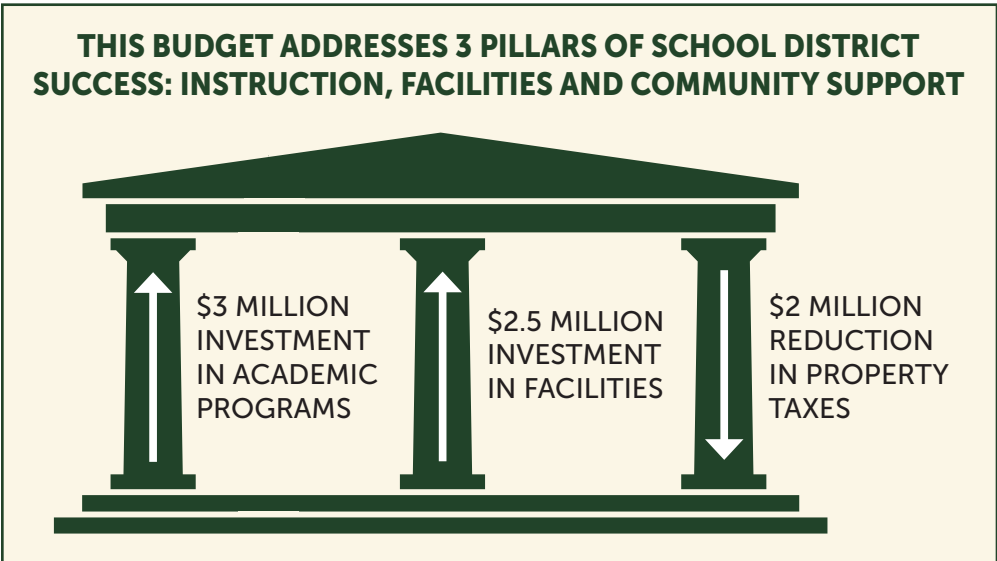 THIS BUDGET ADDRESSES 3 PILLARS OF SCHOOL DISTRICT
SUCCESS: INSTRUCTION, FACILITIES AND COMMUNITY SUPPORT
$3 MILLION
INVESTMENT
IN ACADEMIC
PROGRAMS
$2.5 MILLION
INVESTMENT
IN FACILITIES
$2 MILLION
REDUCTION
IN PROPERTY
TAXES